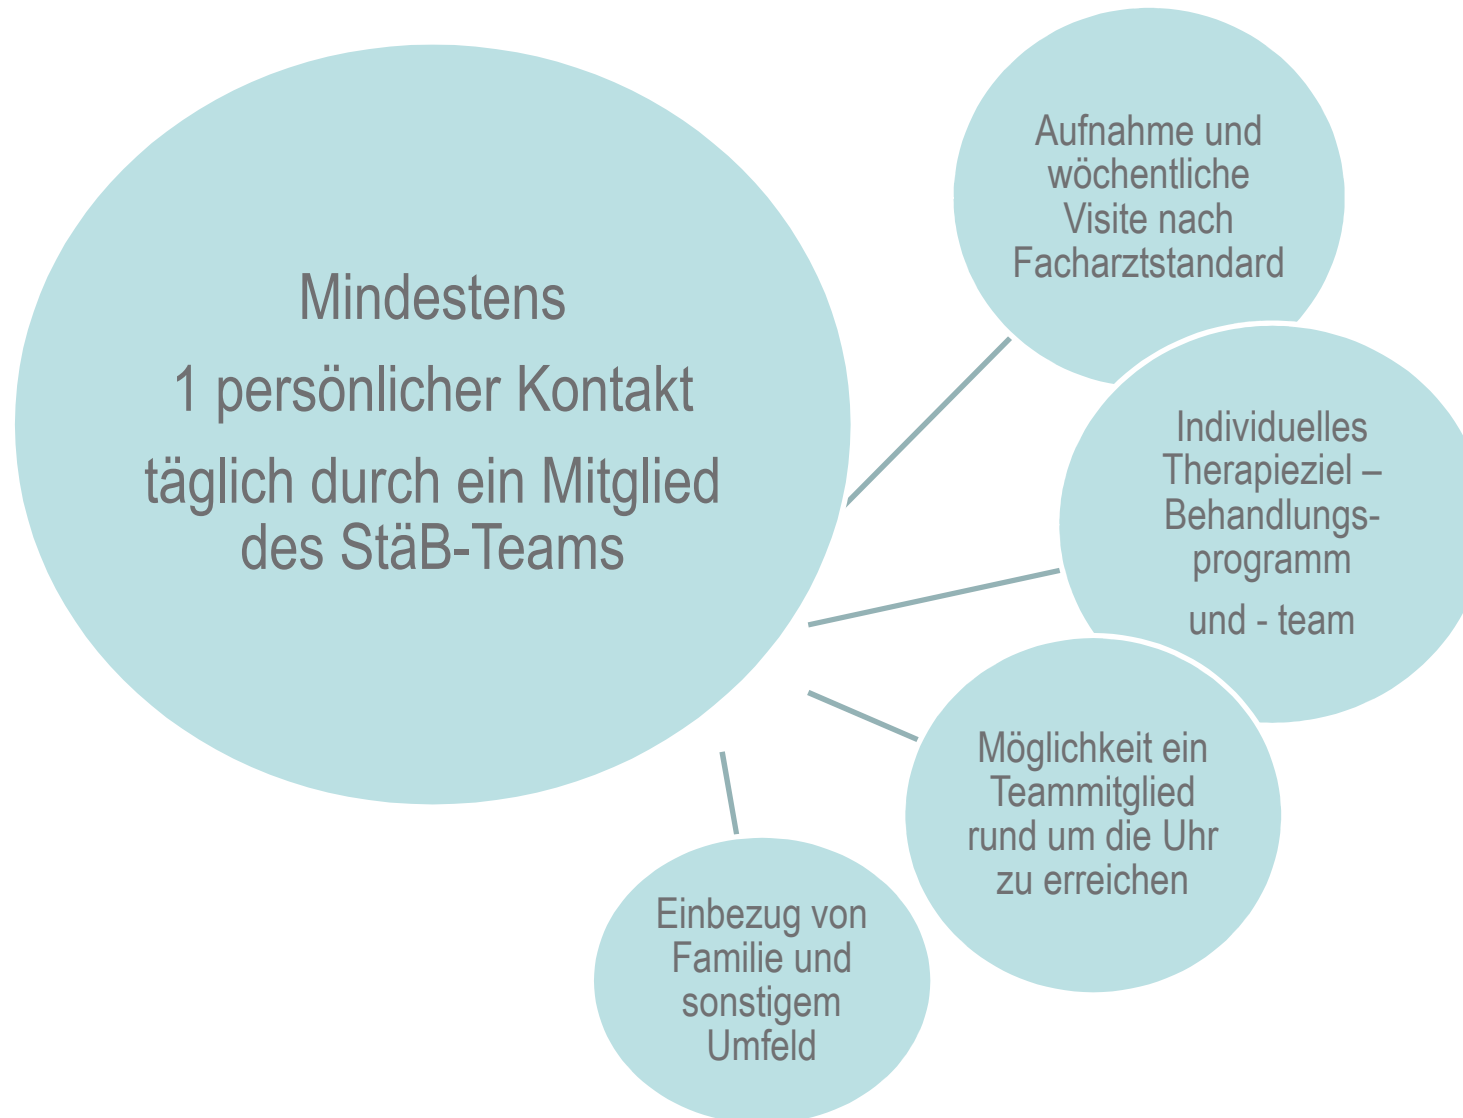 Mindestens
1 persönlicher Kontakt
täglich durch ein Mitglied
des StäB-Teams
Aufnahme und
wöchentliche
Visite nach
Facharztstandard
Individuelles
Therapieziel –
Behandlungs-
programm
und - team
Möglichkeit ein
Teammitglied
rund um die Uhr
zu erreichen
Einbezug von
Familie und
sonstigem
Umfeld